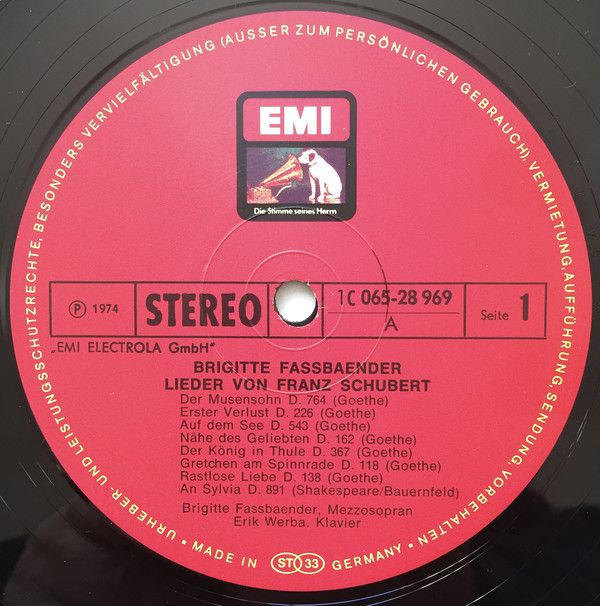 URHEBER- UND LEISTUNGSSCHUTZRECHTE, BESONDERS VERVIELFÄLTIGUNG (AUSSER ZUM PERSÖNLICHEN GEBRAUCH), VERMIETUNG, AUFFÜHRUNG, SENDUNG, VORBEHALTEN •
EMI
Die Stimme seines Herrn
Ⓟ 1974
STEREO
1C 065-28 969
A
Seite 1
„EMI ELECTROLA GmbH"
BRIGITTE FASSBAENDER
LIEDER VON FRANZ SCHUBERT
Der Musensohn D. 764 (Goethe)
Erster Verlust D. 226 (Goethe)
Auf dem See D. 543 (Goethe)
Nähe des Geliebten D. 162 (Goethe)
Der König in Thule D. 367 (Goethe)
Gretchen am Spinnrade D. 118 (Goethe)
Rastlose Liebe D. 138 (Goethe)
An Sylvia D. 891 (Shakespeare/Bauernfeld)
Brigitte Fassbaender, Mezzosopran
Erik Werba, Klavier
• MADE IN ST 33 GERMANY •